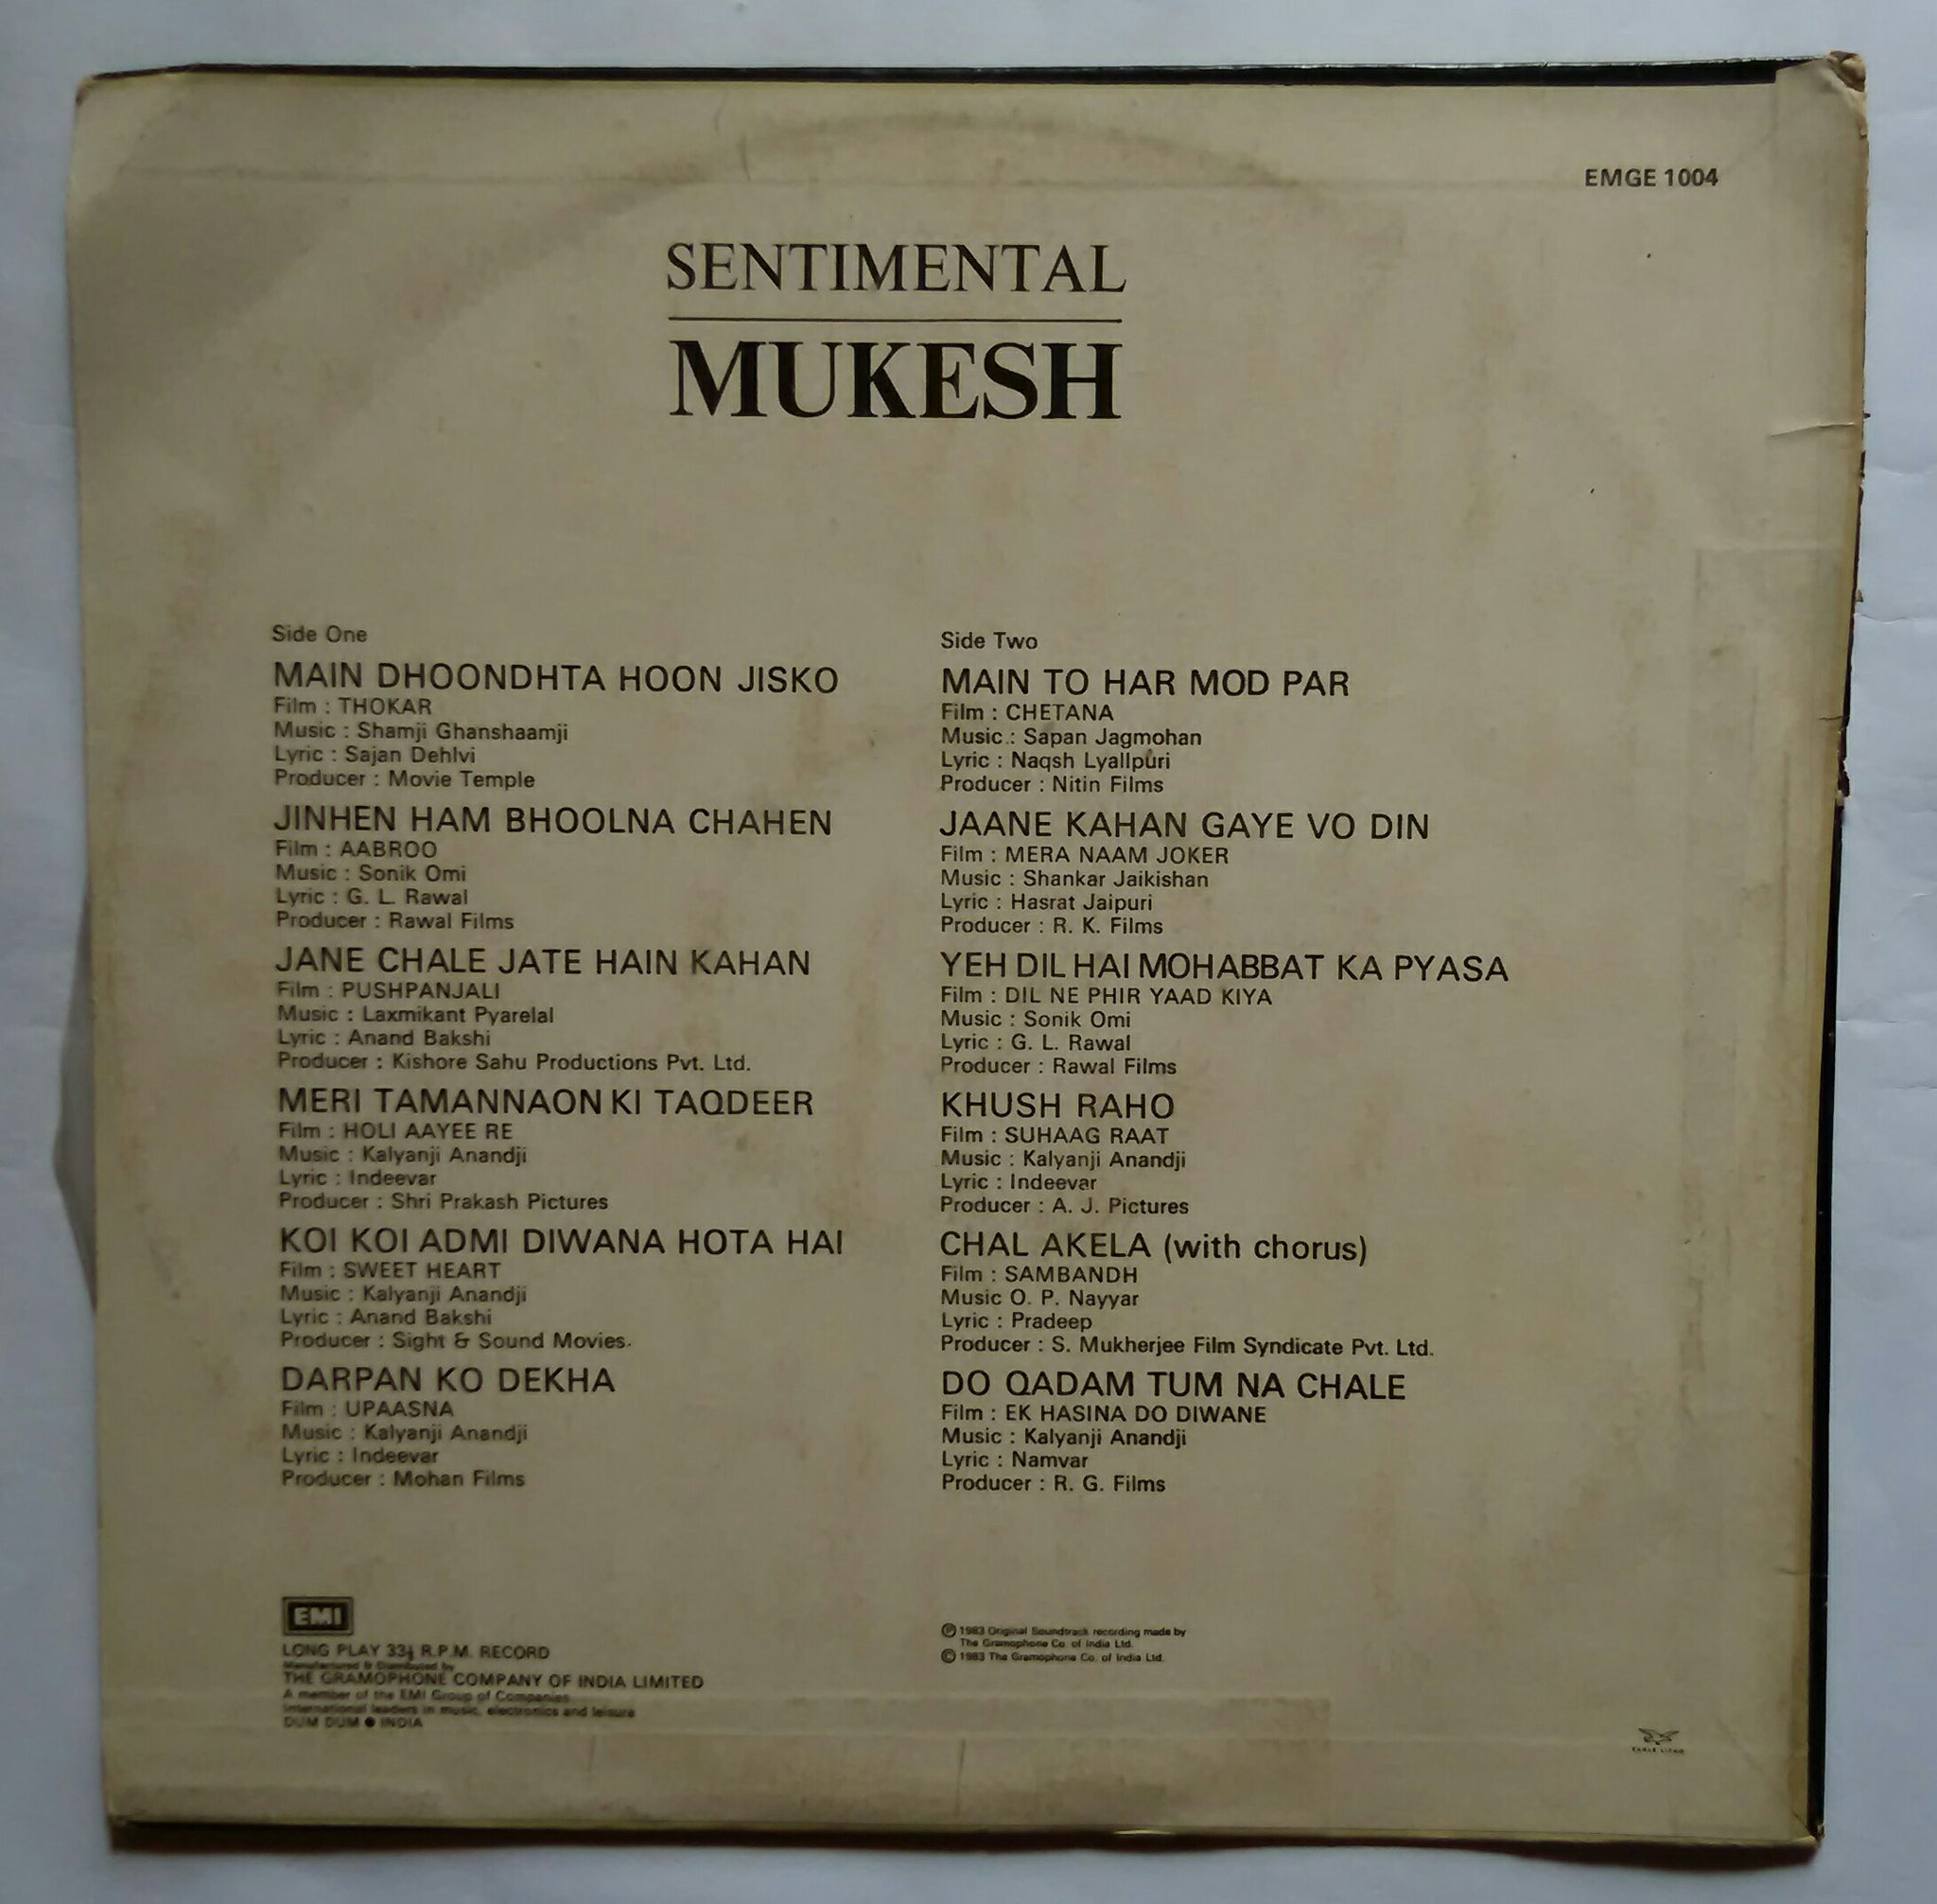 EMGE 1004
SENTIMENTAL
MUKESH
Side One
MAIN DHOONDHTA HOON JISKO
Film : THOKAR
Music : Shamji Ghanshaamji
Lyric : Sajan Dehlvi
Producer : Movie Temple
JINHEN HAM BHOOLNA CHAHEN
Film : AABROO
Music : Sonik Omi
Lyric : G. L. Rawal
Producer : Rawal Films
JANE CHALE JATE HAIN KAHAN
Film : PUSHPANJALI
Music : Laxmikant Pyarelal
Lyric : Anand Bakshi
Producer : Kishore Sahu Productions Pvt. Ltd.
MERI TAMANNAON KI TAQDEER
Film : HOLI AAYEE RE
Music : Kalyanji Anandji
Lyric : Indeevar
Producer : Shri Prakash Pictures
KOI KOI ADMI DIWANA HOTA HAI
Film : SWEET HEART
Music : Kalyanji Anandji
Lyric : Anand Bakshi
Producer : Sight & Sound Movies.
DARPAN KO DEKHA
Film : UPAASNA
Music : Kalyanji Anandji
Lyric : Indeevar
Producer : Mohan Films
Side Two
MAIN TO HAR MOD PAR
Film : CHETANA
Music : Sapan Jagmohan
Lyric : Naqsh Lyallpuri
Producer : Nitin Films
JAANE KAHAN GAYE VO DIN
Film : MERA NAAM JOKER
Music : Shankar Jaikishan
Lyric : Hasrat Jaipuri
Producer : R. K. Films
YEH DIL HAI MOHABBAT KA PYASA
Film : DIL NE PHIR YAAD KIYA
Music : Sonik Omi
Lyric : G. L. Rawal
Producer : Rawal Films
KHUSH RAHO
Film : SUHAAG RAAT
Music : Kalyanji Anandji
Lyric : Indeevar
Producer : A. J. Pictures
CHAL AKELA (with chorus)
Film : SAMBANDH
Music O. P. Nayyar
Lyric : Pradeep
Producer : S. Mukherjee Film Syndicate Pvt. Ltd.
DO QADAM TUM NA CHALE
Film : EK HASINA DO DIWANE
Music : Kalyanji Anandji
Lyric : Namvar
Producer : R. G. Films
EMI
LONG PLAY 33⅓ R.P.M. RECORD
Manufactured & Distributed by
THE GRAMOPHONE COMPANY OF INDIA LIMITED
A member of the EMI Group of Companies
International leaders in music, electronics and leisure
DUM DUM ● INDIA
℗ 1983 Original Soundtrack recording made by
The Gramophone Co. of India Ltd.
© 1983 The Gramophone Co. of India Ltd.
EAGLE LITHO